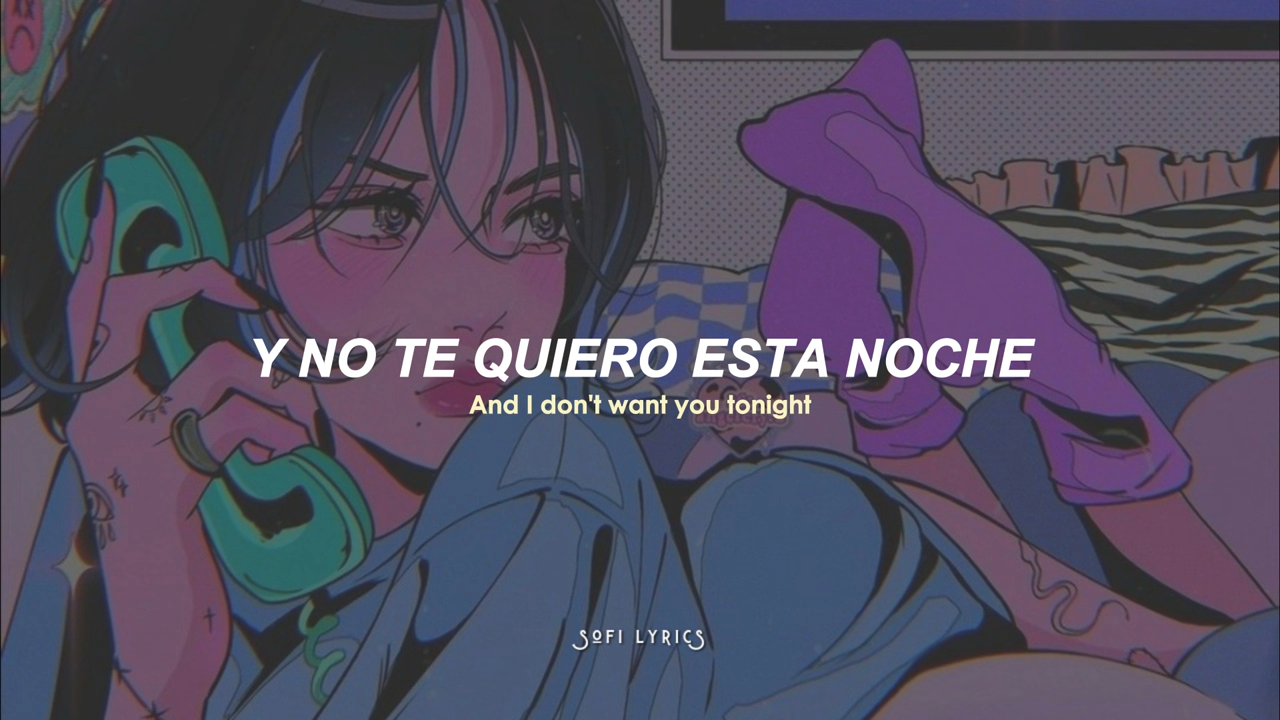 Y NO TE QUIERO ESTA NOCHE
And I don't want you tonight
SOFI LYRICS